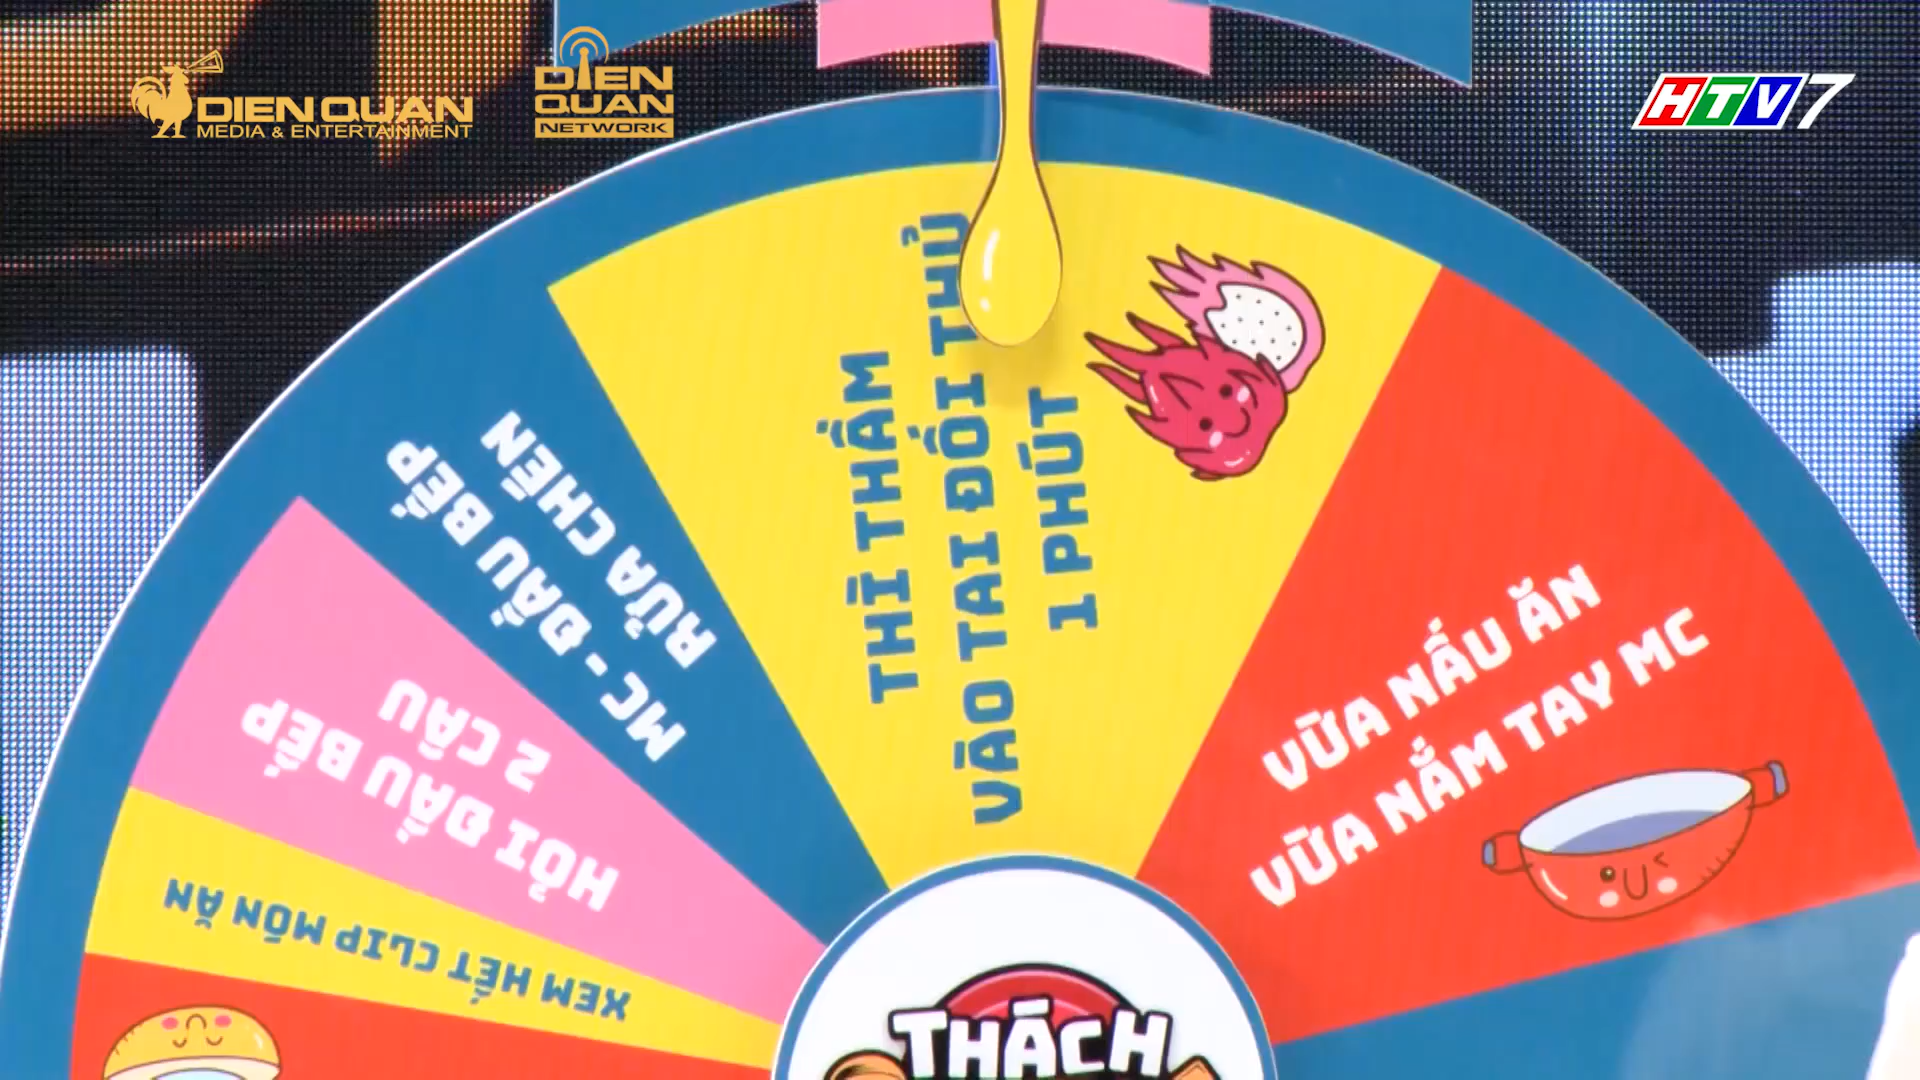 DIEN QUAN
MEDIA & ENTERTAINMENT
DIEN
QUAN
NETWORK
HTV7
THÌ THẦM
VÀO TAI ĐỐI THỦ
1 PHÚT
VỪA NẤU ĂN
VỪA NẮM TAY MC
MC - ĐẦU BẾP
RỬA CHÉN
HỎI ĐẦU BẾP
2 CÂU
XEM HẾT CLIP MÓN ĂN
THÁCH